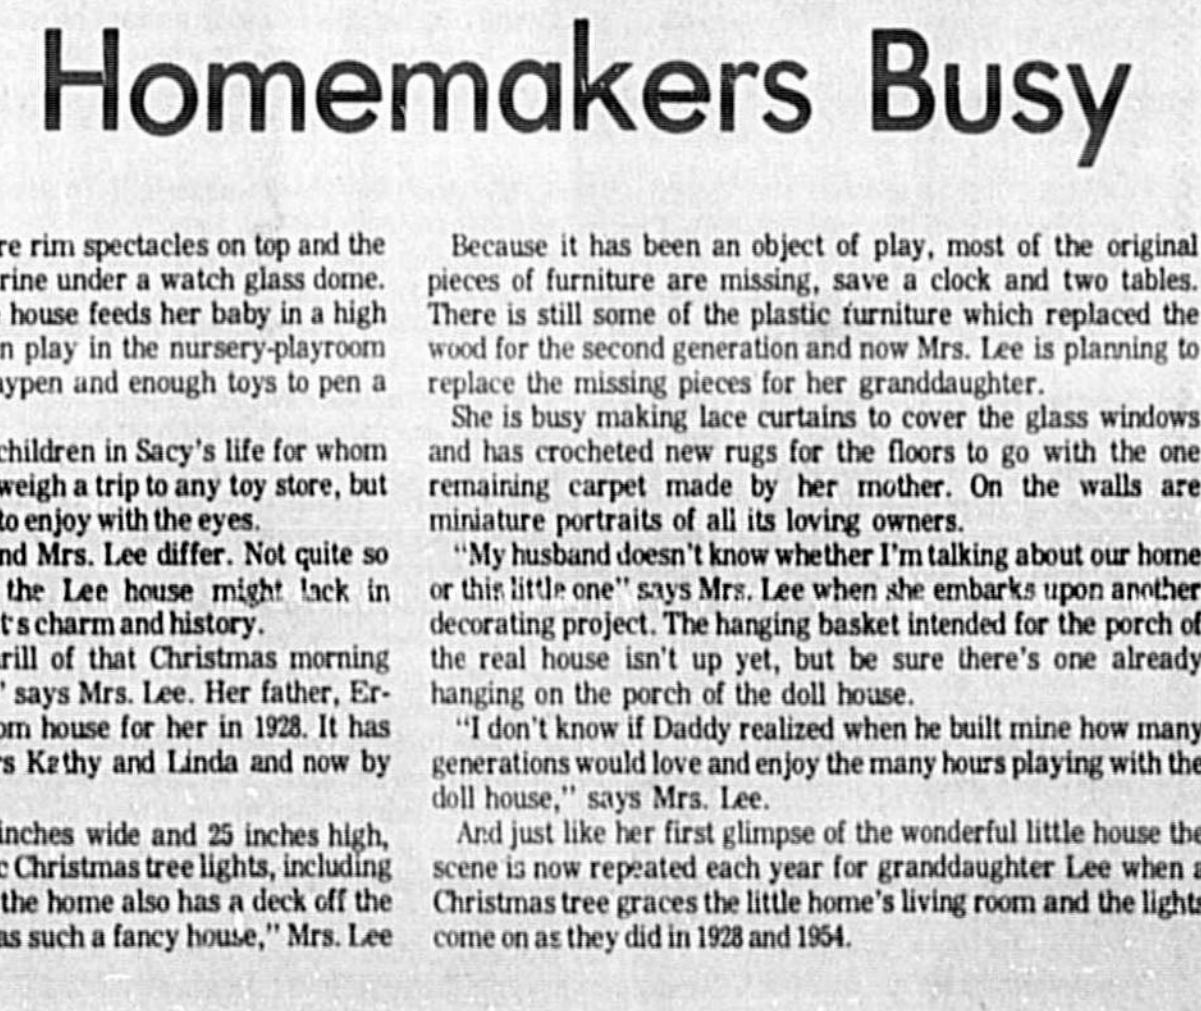 Homemakers Busy
re rim spectacles on top and the
rine under a watch glass dome.
house feeds her baby in a high
n play in the nursery-playroom
ypen and enough toys to pen a
children in Sacy's life for whom
weigh a trip to any toy store, but
to enjoy with the eyes.
nd Mrs. Lee differ. Not quite so
the Lee house might lack in
t's charm and history.
rill of that Christmas morning
" says Mrs. Lee. Her father, Er-
om house for her in 1928. It has
rs Kathy and Linda and now by
inches wide and 25 inches high,
c Christmas tree lights, including
the home also has a deck off the
as such a fancy house," Mrs. Lee
Because it has been an object of play, most of the original
pieces of furniture are missing, save a clock and two tables.
There is still some of the plastic furniture which replaced the
wood for the second generation and now Mrs. Lee is planning to
replace the missing pieces for her granddaughter.
She is busy making lace curtains to cover the glass windows
and has crocheted new rugs for the floors to go with the one
remaining carpet made by her mother. On the walls are
miniature portraits of all its loving owners.
"My husband doesn't know whether I'm talking about our home
or this little one" says Mrs. Lee when she embarks upon another
decorating project. The hanging basket intended for the porch of
the real house isn't up yet, but be sure there's one already
hanging on the porch of the doll house.
"I don't know if Daddy realized when he built mine how many
generations would love and enjoy the many hours playing with the
doll house," says Mrs. Lee.
And just like her first glimpse of the wonderful little house the
scene is now repeated each year for granddaughter Lee when a
Christmas tree graces the little home's living room and the lights
come on as they did in 1928 and 1954.